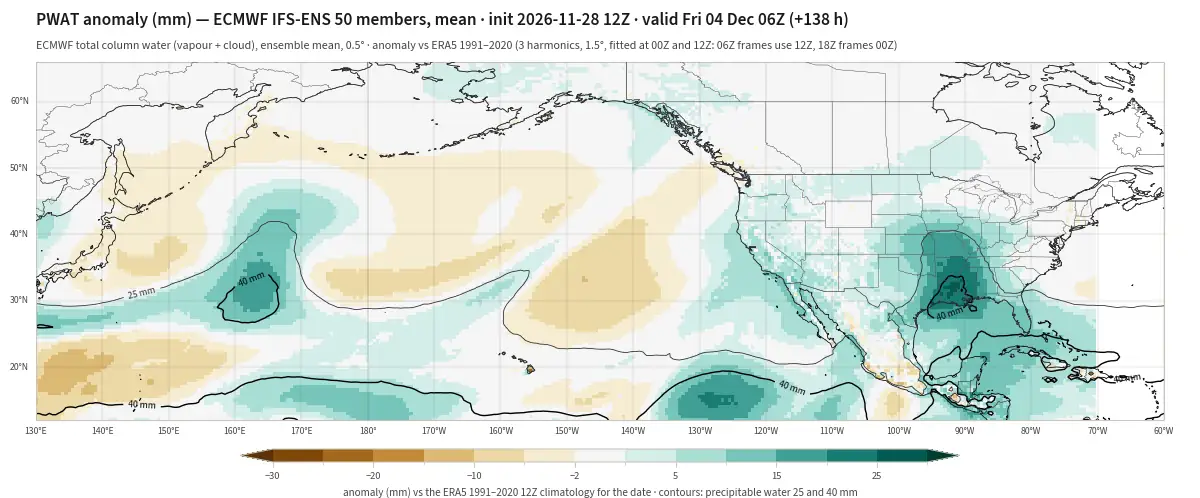 PWAT anomaly (mm) — ECMWF IFS-ENS 50 members, mean · init 2026-11-28 12Z · valid Fri 04 Dec 06Z (+138 h)
ECMWF total column water (vapour + cloud), ensemble mean, 0.5° · anomaly vs ERA5 1991–2020 (3 harmonics, 1.5°, fitted at 00Z and 12Z: 06Z frames use 12Z, 18Z frames 00Z)
60°N
50°N
40°N
30°N
20°N
25 mm
40 mm
40 mm
40 mm
40 mm
130°E 140°E 150°E 160°E 170°E 180° 170°W 160°W 150°W 140°W 130°W 120°W 110°W 100°W 90°W 80°W 70°W 60°W
−30 −20 −10 −2 5 15 25
anomaly (mm) vs the ERA5 1991–2020 12Z climatology for the date · contours: precipitable water 25 and 40 mm